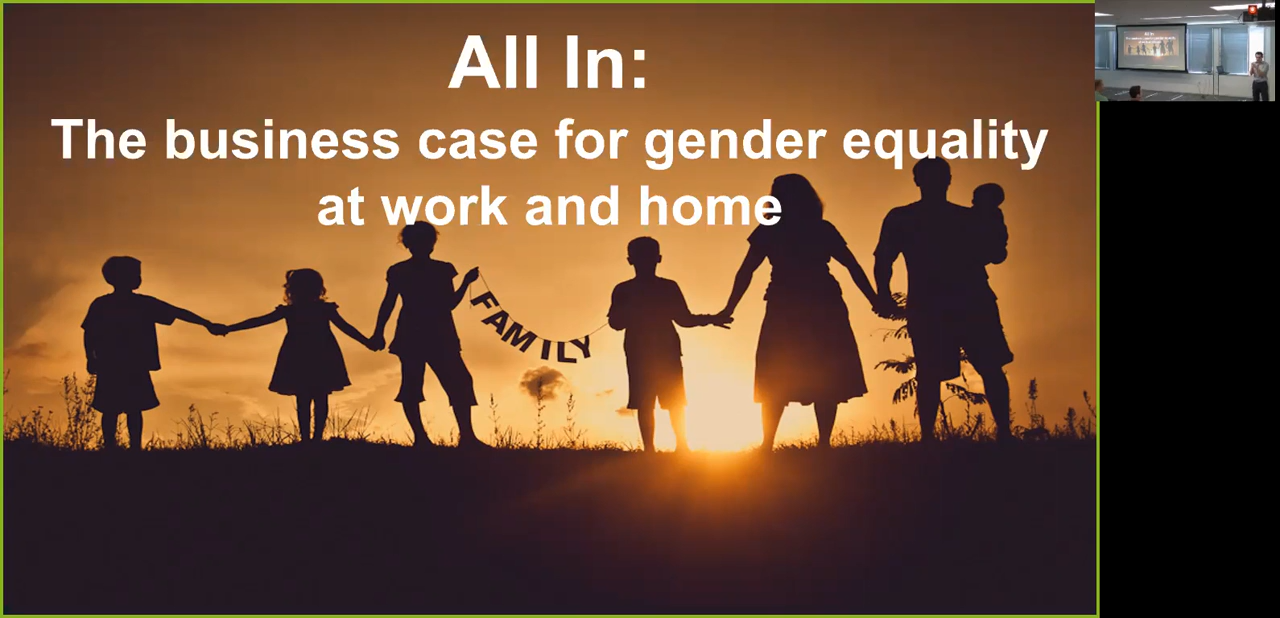 All In:
The business case for gender equality
at work and home
FAMILY